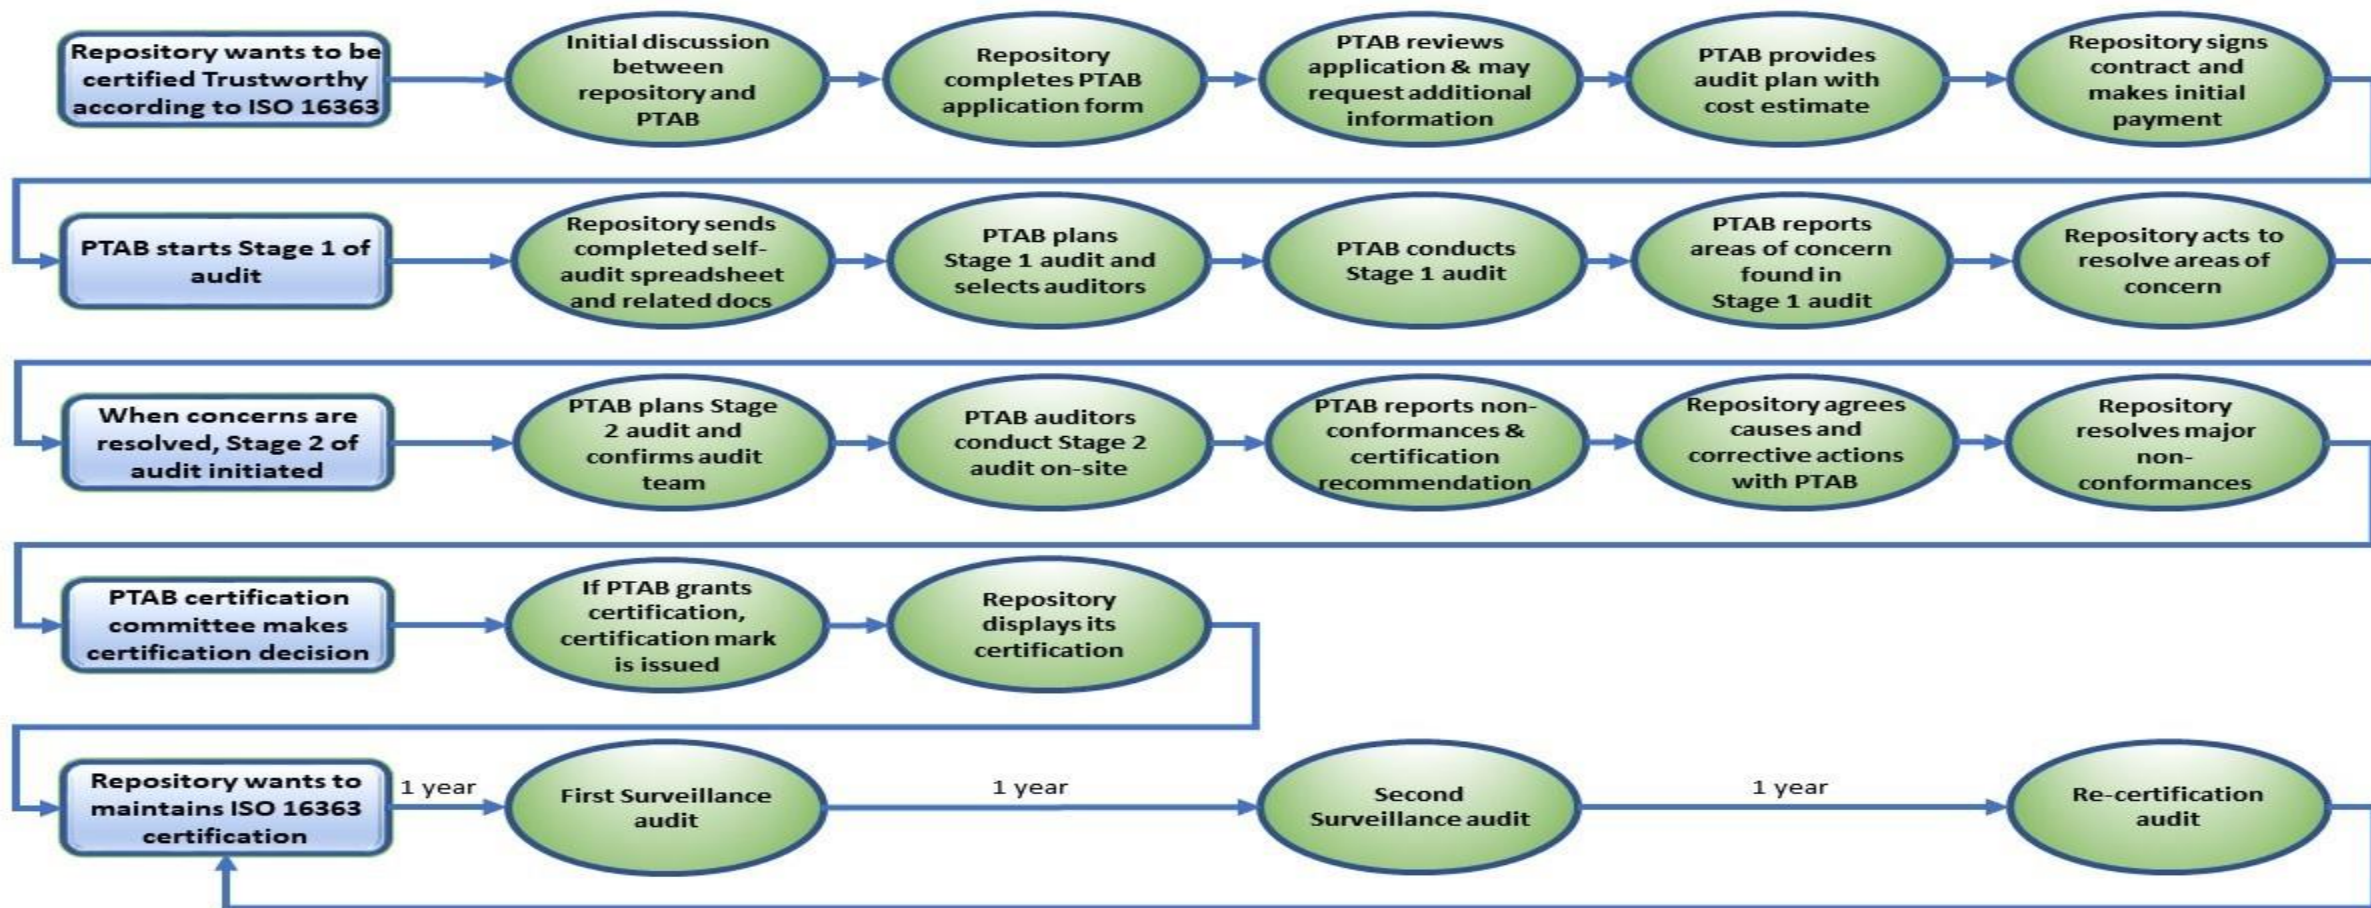 Repository wants to be
certified Trustworthy
according to ISO 16363
Initial discussion
between
repository and
PTAB
Repository
completes PTAB
application form
PTAB reviews
application & may
request additional
information
PTAB provides
audit plan with
cost estimate
Repository signs
contract and
makes initial
payment
PTAB starts Stage 1 of
audit
Repository sends
completed self-
audit spreadsheet
and related docs
PTAB plans
Stage 1 audit and
selects auditors
PTAB conducts
Stage 1 audit
PTAB reports
areas of concern
found in
Stage 1 audit
Repository acts to
resolve areas of
concern
When concerns are
resolved, Stage 2 of
audit initiated
PTAB plans Stage
2 audit and
confirms audit
team
PTAB auditors
conduct Stage 2
audit on-site
PTAB reports non-
conformances &
certification
recommendation
Repository agrees
causes and
corrective actions
with PTAB
Repository
resolves major
non-
conformances
PTAB certification
committee makes
certification decision
If PTAB grants
certification,
certification mark
is issued
Repository
displays its
certification
Repository wants to
maintains ISO 16363
certification
1 year
First Surveillance
audit
1 year
Second
Surveillance audit
1 year
Re-certification
audit